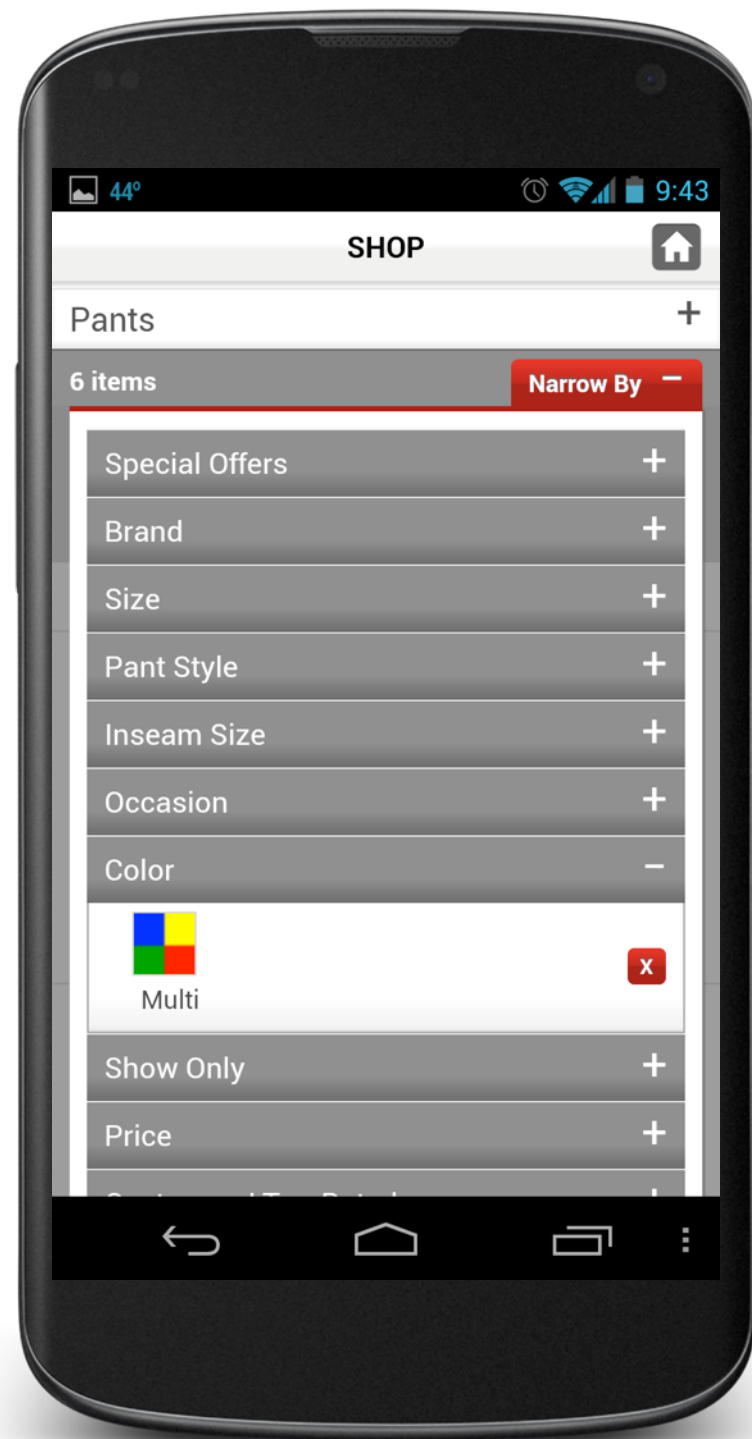 44°
9:43
SHOP
Pants +
6 items
Narrow By −
Special Offers +
Brand +
Size +
Pant Style +
Inseam Size +
Occasion +
Color −
X
Multi
Show Only +
Price +